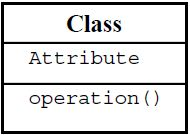 Class
Attribute
operation()